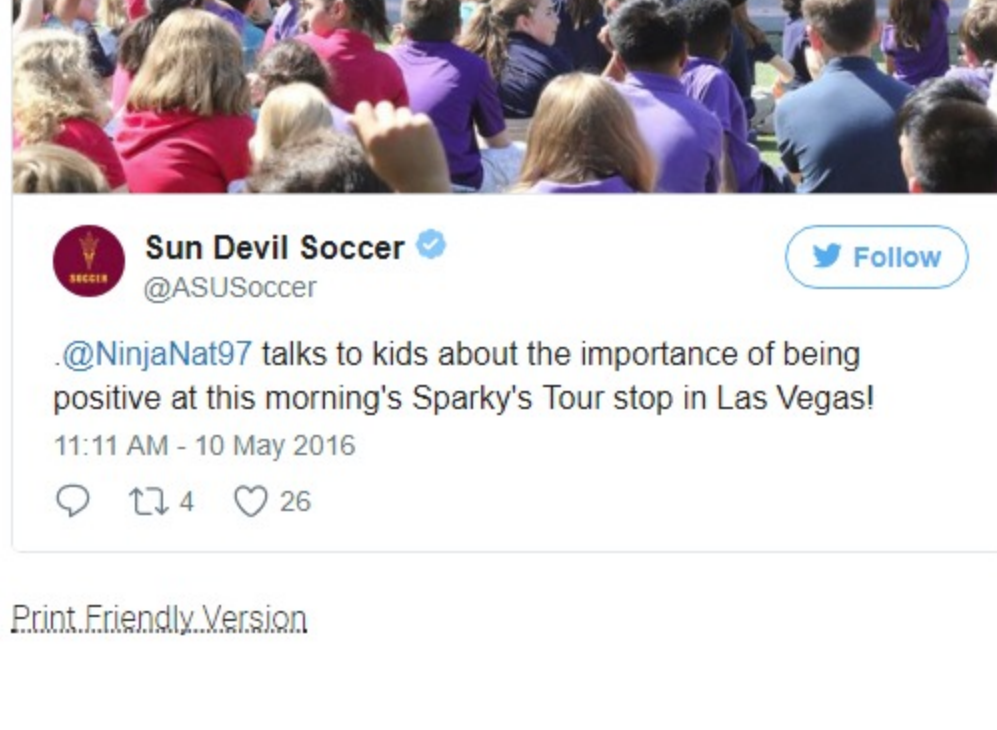 Sun Devil Soccer
SOCCER
@ASUSoccer
Follow
.@NinjaNat97 talks to kids about the importance of being
positive at this morning's Sparky's Tour stop in Las Vegas!
11:11 AM - 10 May 2016
4 26
Print Friendly Version